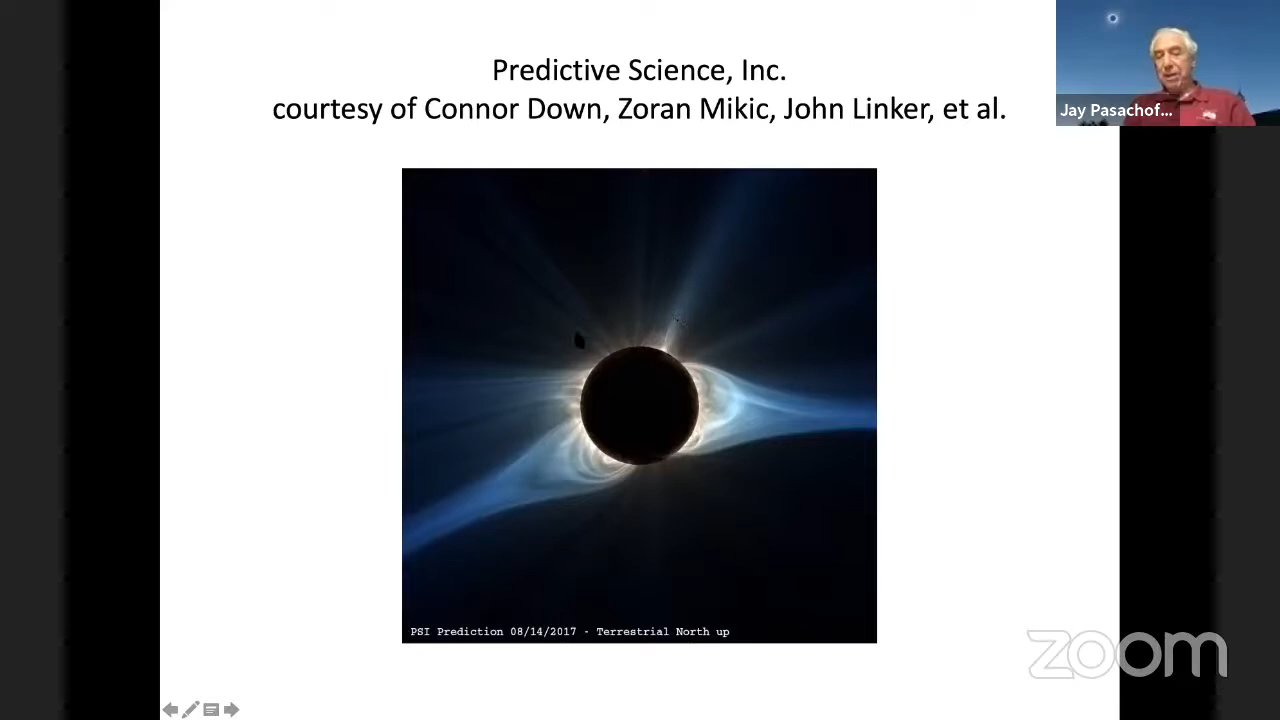 Predictive Science, Inc.
courtesy of Connor Down, Zoran Mikic, John Linker, et al.
Jay Pasachof...
PSI Prediction 08/14/2017 - Terrestrial North up
zoom